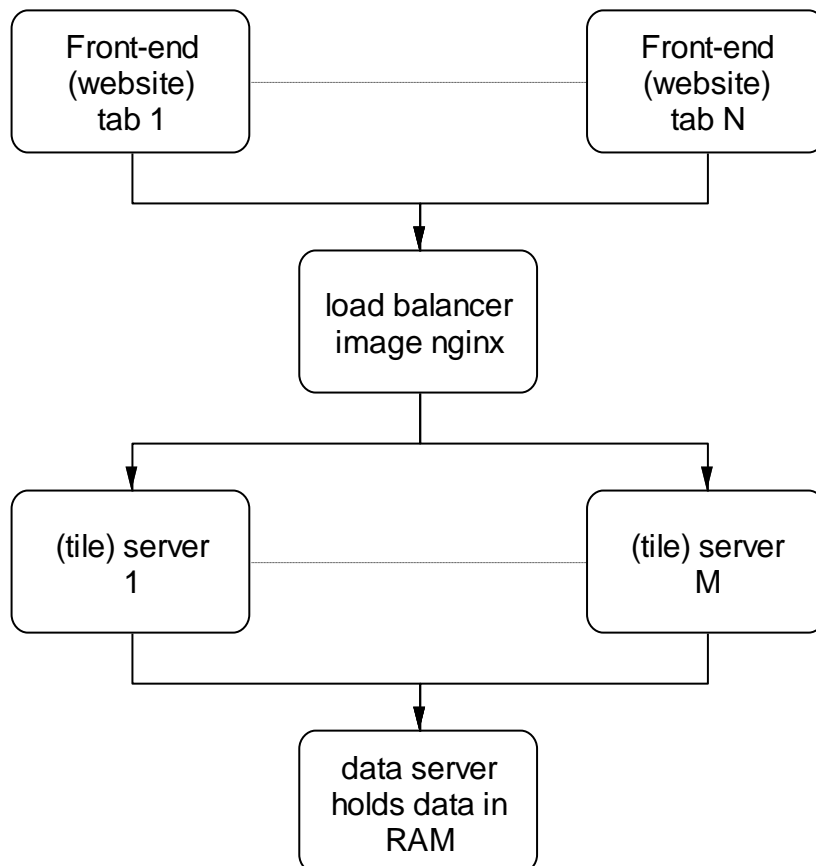 Front-end
(website)
tab 1
Front-end
(website)
tab N
load balancer
image nginx
(tile) server
1
(tile) server
M
data server
holds data in
RAM